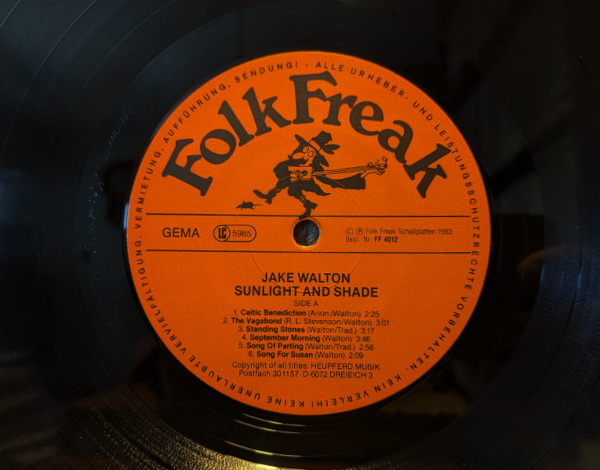 KEINE UNERLAUBTE VERVIELFÄLTIGUNG, VERMIETUNG, AUFFÜHRUNG, SENDUNG! - ALLE URHEBER- UND LEISTUNGSSCHUTZRECHTE VORBEHALTEN. KEIN VERLEIH!
FolkFreak
GEMA LC 5965 © ℗ Folk Freak Schallplatten 1983
Best. Nr. FF 4012
JAKE WALTON
SUNLIGHT AND SHADE
SIDE A
1. Celtic Benediction (Anon/Walton) 2:25
2. The Vagabond (R. L. Stevenson/Walton) 3:01
3. Standing Stones (Walton/Trad.) 3:17
4. September Morning (Walton) 3:46
5. Song Of Parting (Walton/Trad.) 2:58
6. Song For Susan (Walton) 2:09
Copyright of all titles: HEUPFERD MUSIK
Postfach 301157 D-6072 DREIEICH 3